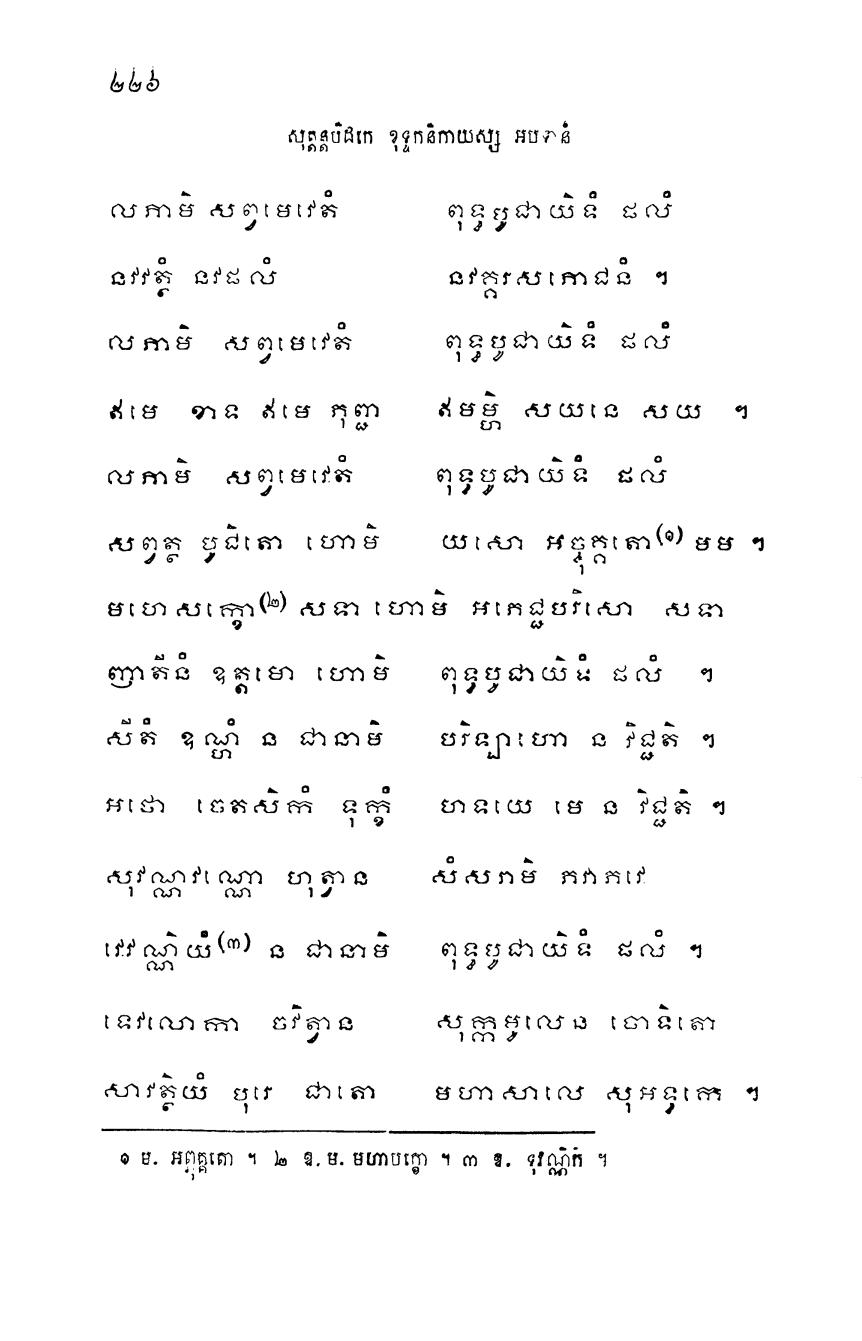 ២២៦
សុត្តន្តបិដកេ ខុទ្ទកនិកាយស្ស អបទានំ
លភាមិ សព្វមេវេតំ ពុទ្ធបូជាយិទំ ផលំ
នវវត្ថំ នវផលំ នវគ្គរសភោជនំ ។
លភាមិ សព្វមេវេតំ ពុទ្ធបូជាយិទំ ផលំ
ឥមេ ខាទ ឥមេ ភុញ្ជ ឥមម្ហិ សយនេ សយ ។
លភាមិ សព្វមេវេតំ ពុទ្ធបូជាយិទំ ផលំ
សព្វត្ថ បូជិតោ ហោមិ យសោ អច្ចុគ្គតោ(១) មម ។
មហេសក្ខោ(២) សទា ហោមិ អភេជ្ជបរិសោ សទា
ញាតីនំ ឧត្តមោ ហោមិ ពុទ្ធបូជាយិទំ ផលំ ។
សីតំ ឧណ្ហំ ន ជានាមិ បរិឡាហោ ន វិជ្ជតិ ។
អថោ ចេតសិកំ ទុក្ខំ ហទយេ មេ ន វិជ្ជតិ ។
សុវណ្ណវណ្ណោ ហុត្វាន សំសរាមិ ភវាភវេ
វេវណ្ណិយំ(៣) ន ជានាមិ ពុទ្ធបូជាយិទំ ផលំ ។
ទេវលោកា ចវិត្វាន សុក្កមូលេន ចោទិតោ
សាវត្ថិយំ បុរេ ជាតោ មហាសាលេ សុអឌ្ឍកេ ។
១ ម. អព្ភុគ្គតោ ។ ២ ឱ. ម. មហាបក្ខោ ។ ៣ ឱ. ទុវណ្ណិកំ ។